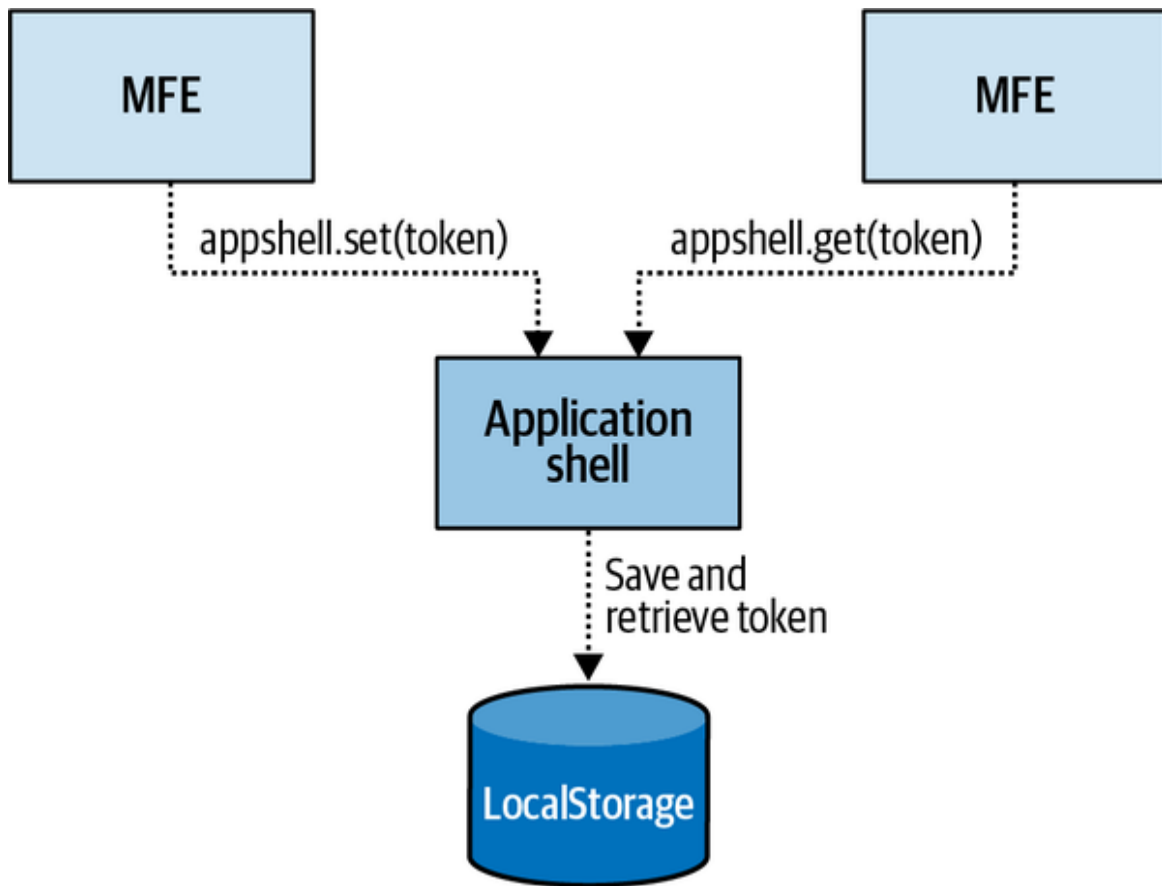 MFE
MFE
appshell.set(token)
appshell.get(token)
Application
shell
Save and
retrieve token
LocalStorage